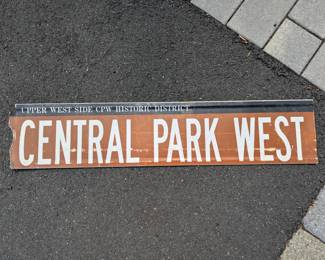 UPPER WEST SIDE CPW HISTORIC DISTRICT
CENTRAL PARK WEST